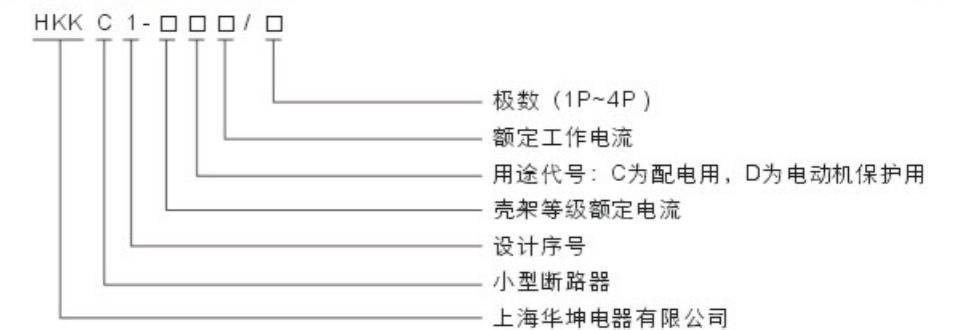 HKK C 1-□□□/□
极数（1P~4P）
额定工作电流
用途代号：C为配电用，D为电动机保护用
壳架等级额定电流
设计序号
小型断路器
上海华坤电器有限公司